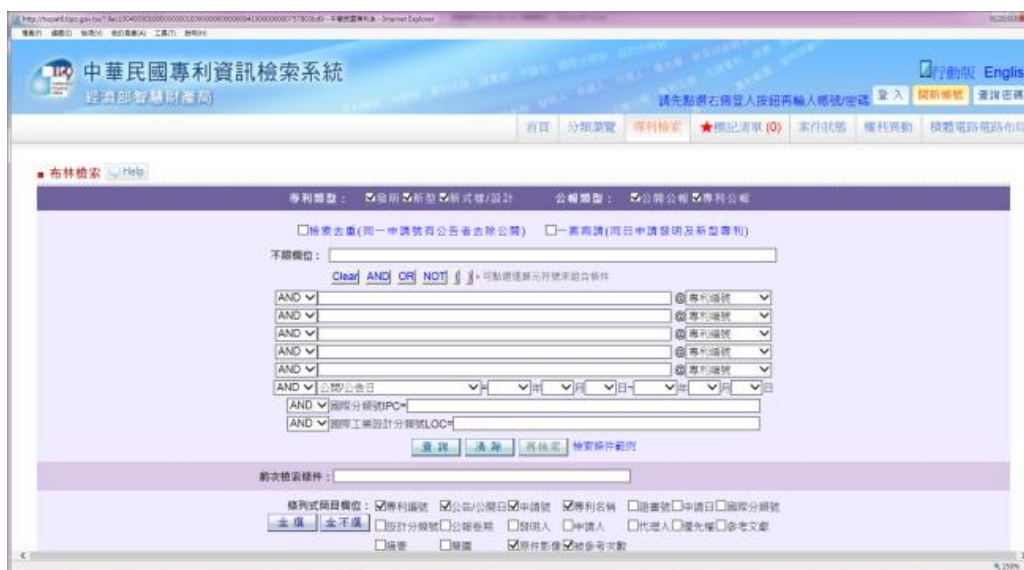 中華民國專利資訊檢索系統
經濟部智慧財產局
行動版 Englis
請先點選右側登入按鈕再輸入帳號/密碼 登入 開新帳號 查詢密碼
首頁 分類瀏覽 專利檢索 ★標記清單 (0) 案件狀態 權利異動 積體電路電路布局
布林檢索 Help
專利類型： 發明 新型 新式樣/設計 公報類型： 公開公報 專利公報
檢索去重(同一申請號有公告者去除公開) 一案兩請(同日申請發明及新型專利)
不限欄位：
Clear AND OR NOT ( )
AND @ 專利編號
AND @ 專利編號
AND @ 專利編號
AND @ 專利編號
AND @ 專利編號
AND 公開/公告日 = 年 月 日~ 年 月 日
AND 國際分類號IPC=
AND 國際工業設計分類號LOC=
查詢 清除 再檢索 檢索條件範例
前次檢索條件：
條列式簡目欄位： 專利編號 公告/公開日 申請號 專利名稱 證書號 申請日 國際分類號
全選 全不選 設計分類號 公報卷期 發明人 申請人 代理人 優先權 參考文獻
摘要 圖 原件影像 被參考次數
150%